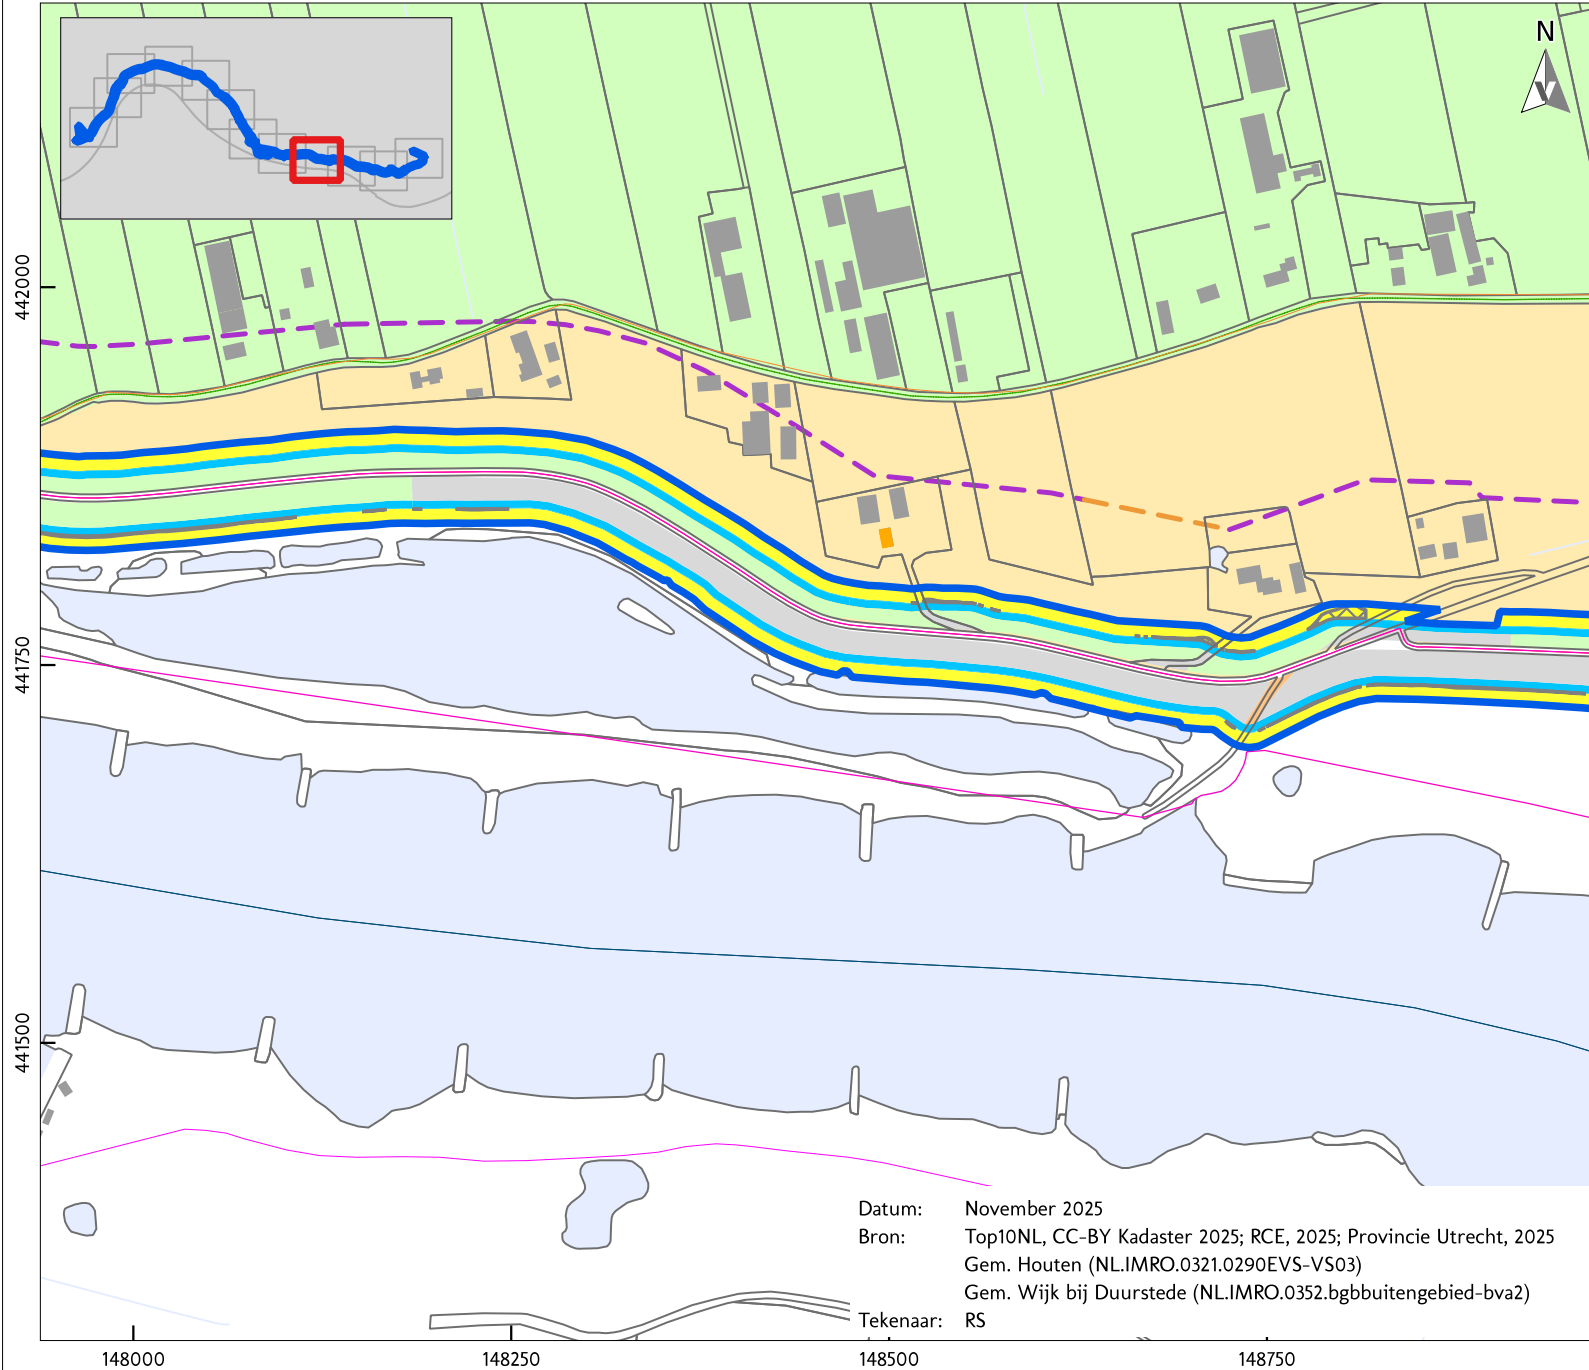 N
442000
441750
441500
Datum: November 2025
Bron: Top10NL, CC-BY Kadaster 2025; RCE, 2025; Provincie Utrecht, 2025
Gem. Houten (NL.IMRO.0321.0290EVS-VS03)
Gem. Wijk bij Duurstede (NL.IMRO.0352.bgbbuitengebied-bva2)
Tekenaar: RS
148000 148250 148500 148750